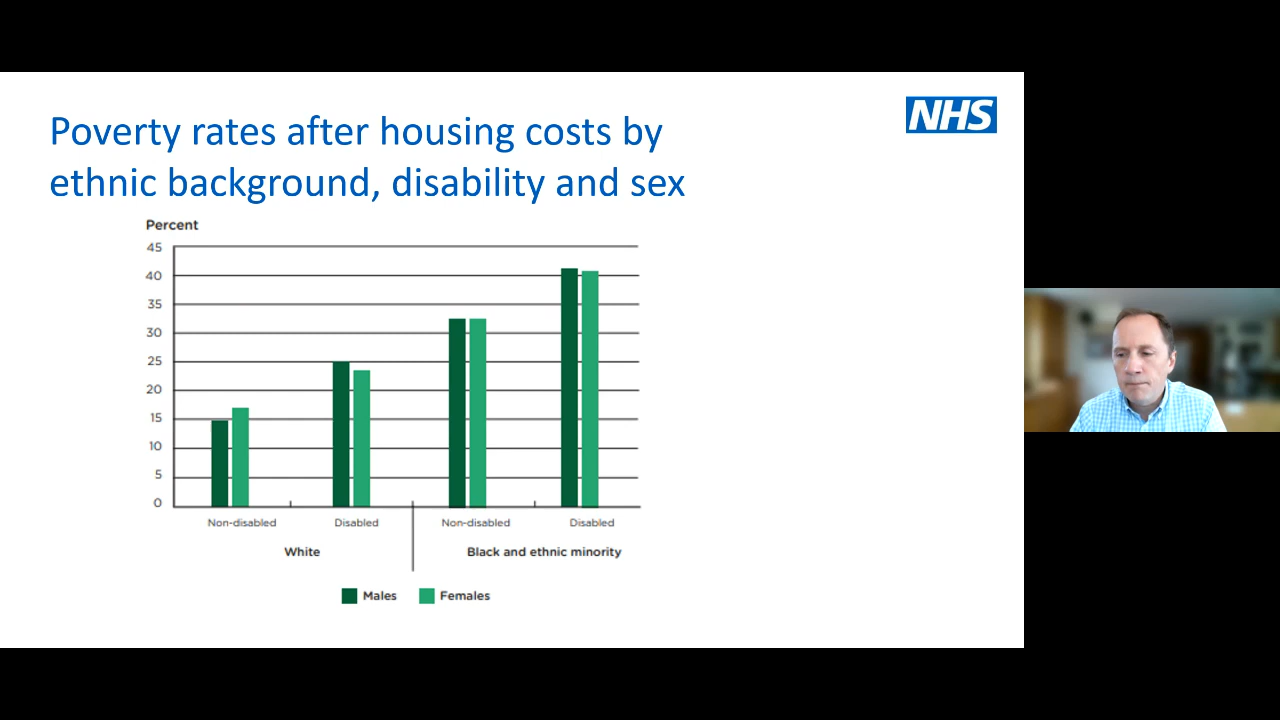 NHS
Poverty rates after housing costs by
ethnic background, disability and sex
Percent
45
40
35
30
25
20
15
10
5
0
Non-disabled Disabled Non-disabled Disabled
White Black and ethnic minority
Males Females